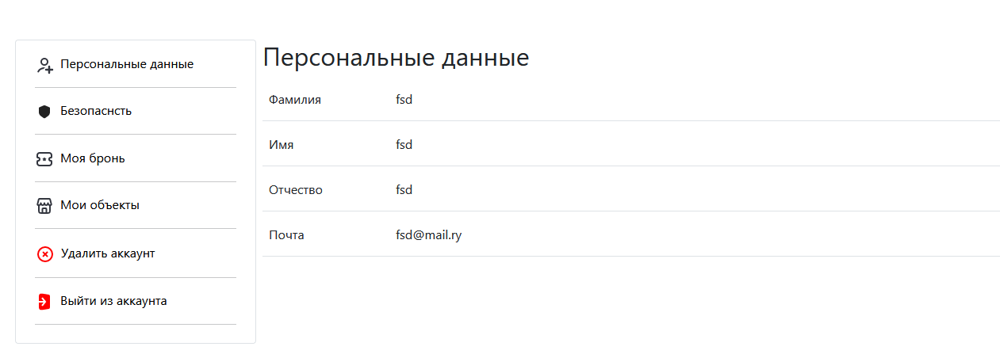 Персональные данные
Безопаснсть
Моя бронь
Мои объекты
Удалить аккаунт
Выйти из аккаунта
Персональные данные
Фамилия fsd
Имя fsd
Отчество fsd
Почта fsd@mail.ry